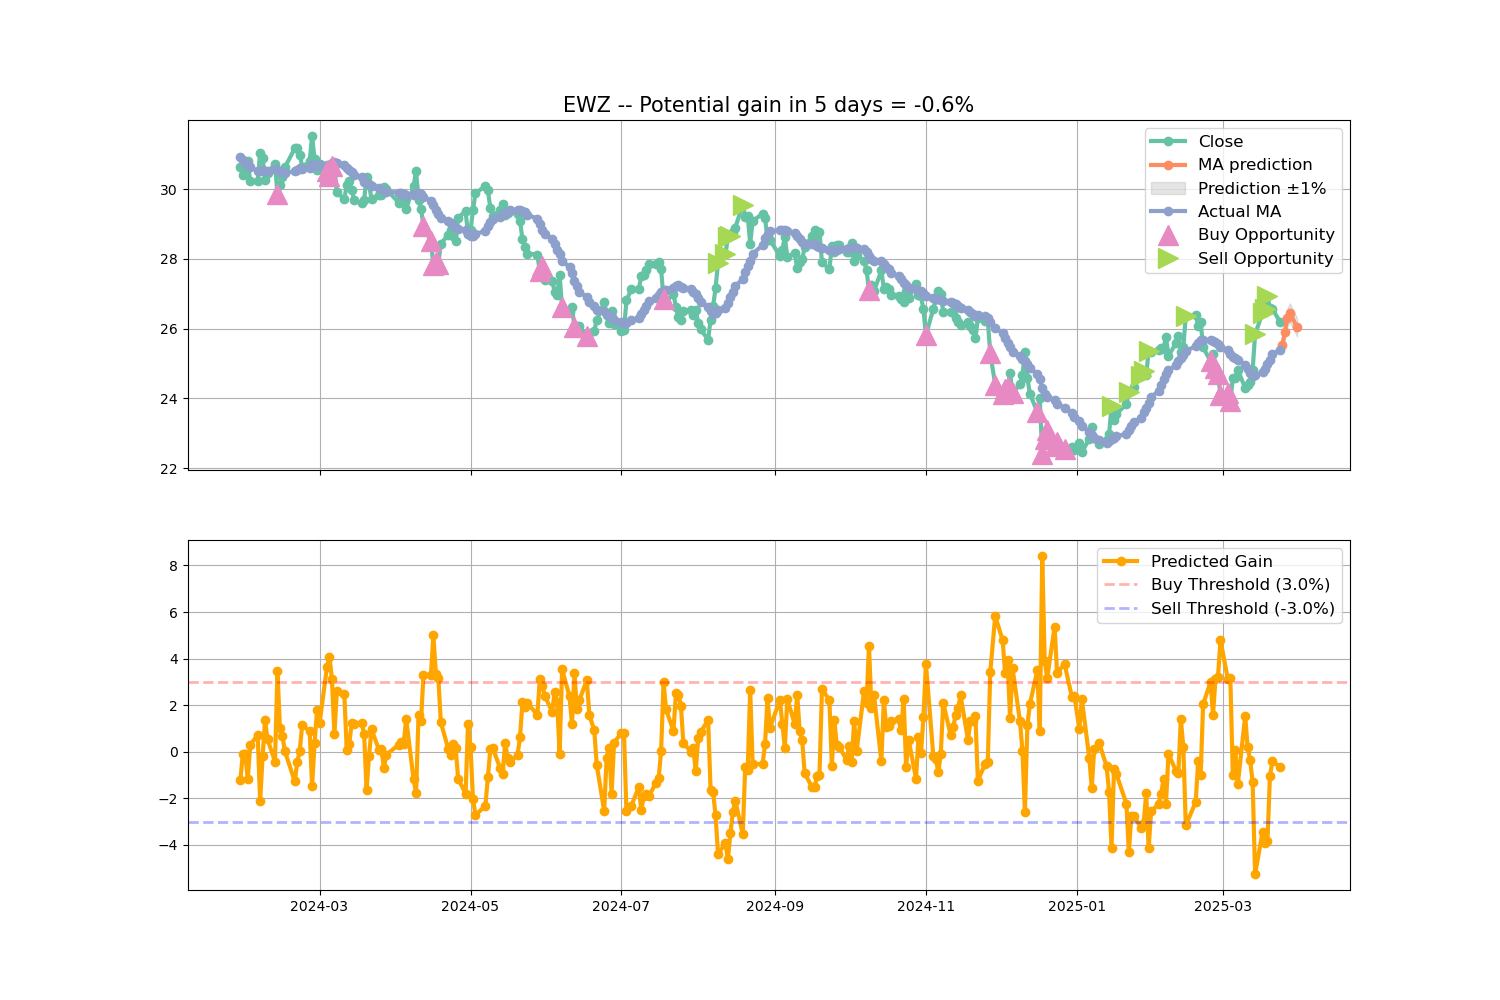 EWZ -- Potential gain in 5 days = -0.6%
Close
MA prediction
Prediction ±1%
Actual MA
Buy Opportunity
Sell Opportunity
30
28
26
24
22
Predicted Gain
Buy Threshold (3.0%)
Sell Threshold (-3.0%)
8
6
4
2
0
−2
−4
2024-03
2024-05
2024-07
2024-09
2024-11
2025-01
2025-03